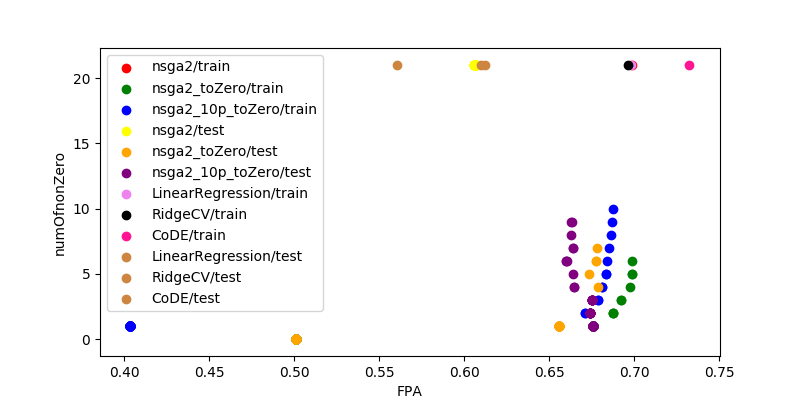 numOfnonZero
20
15
10
5
0
nsga2/train
nsga2_toZero/train
nsga2_10p_toZero/train
nsga2/test
nsga2_toZero/test
nsga2_10p_toZero/test
LinearRegression/train
RidgeCV/train
CoDE/train
LinearRegression/test
RidgeCV/test
CoDE/test
0.40 0.45 0.50 0.55 0.60 0.65 0.70 0.75
FPA